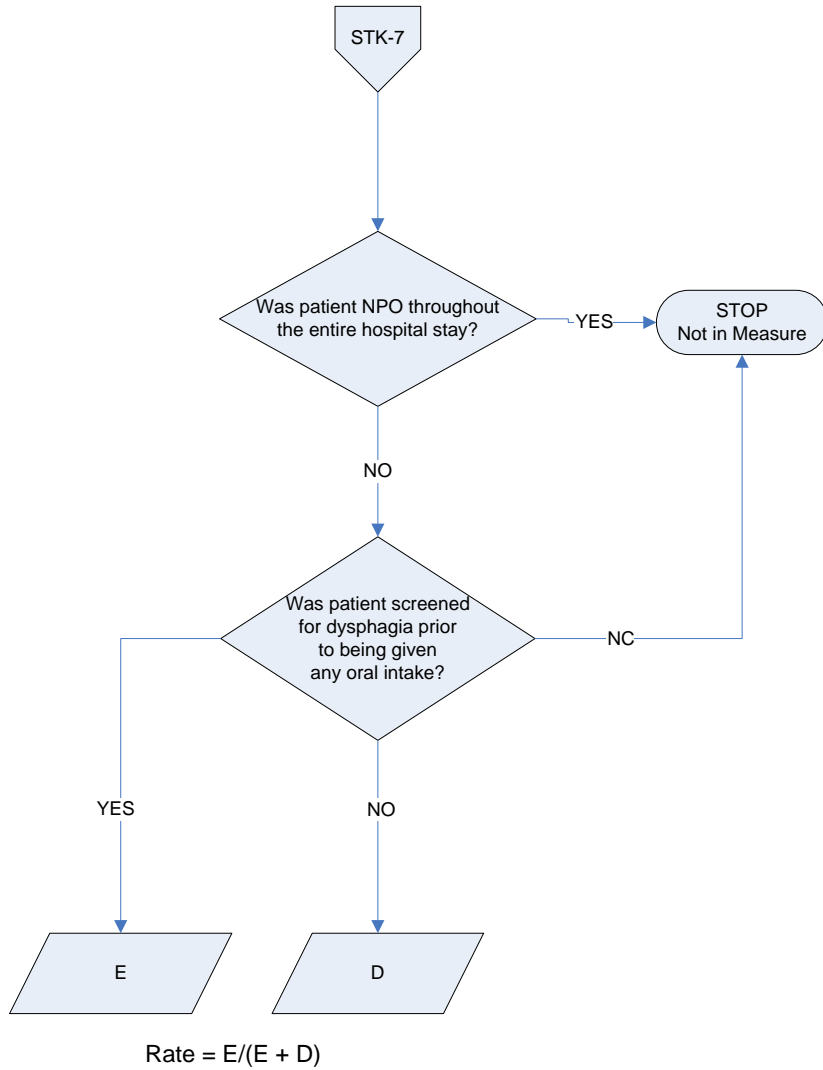 STK-7
Was patient NPO throughout
the entire hospital stay?
YES
STOP
Not in Measure
NO
Was patient screened
for dysphagia prior
to being given
any oral intake?
NC
YES
NO
E
D
Rate = E/(E + D)